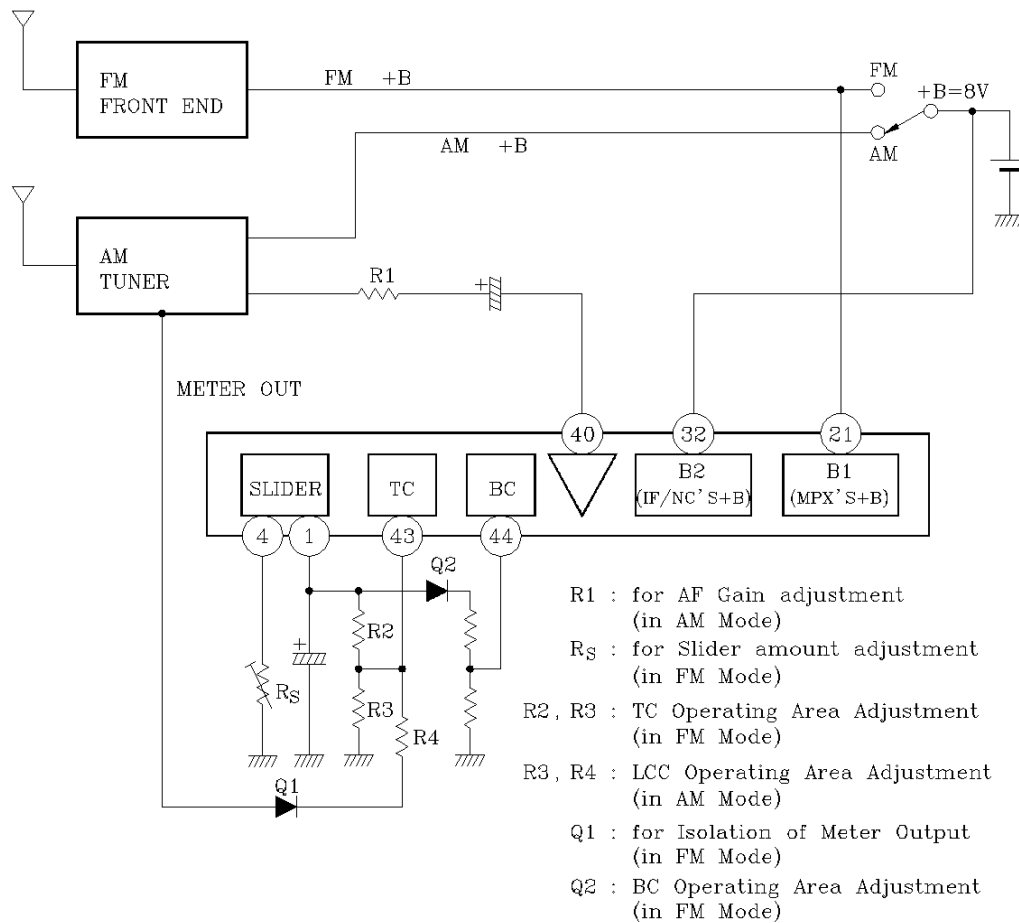 FM
FRONT END
FM +B
FM
+B=8V
AM +B
AM
AM
TUNER
R1
+
METER OUT
40
32
21
SLIDER
TC
BC
B2
(IF/NC'S+B)
B1
(MPX'S+B)
4
1
43
44
Q2
R2
+
RS
R3
R4
Q1
R1 : for AF Gain adjustment
(in AM Mode)
RS : for Slider amount adjustment
(in FM Mode)
R2, R3 : TC Operating Area Adjustment
(in FM Mode)
R3, R4 : LCC Operating Area Adjustment
(in AM Mode)
Q1 : for Isolation of Meter Output
(in FM Mode)
Q2 : BC Operating Area Adjustment
(in FM Mode)